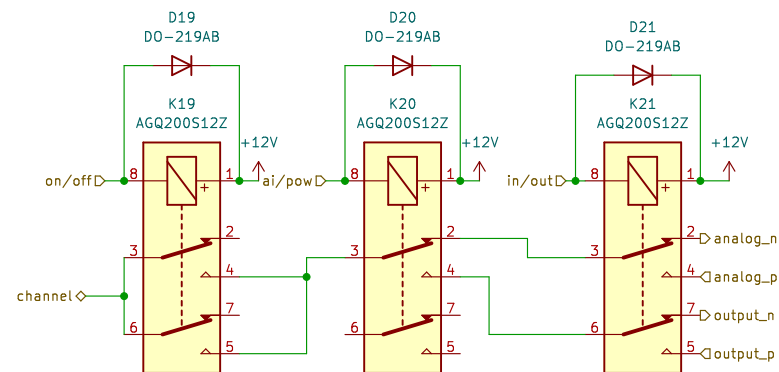 D19
DO-219AB
D20
DO-219AB
D21
DO-219AB
K19
AGQ200S12Z
K20
AGQ200S12Z
K21
AGQ200S12Z
+12V
+12V
+12V
on/off
8
1
+
ai/pow
8
1
+
in/out
8
1
+
2
3
4
7
6
5
2
3
4
7
6
5
2
3
4
7
6
5
channel
analog_n
analog_p
output_n
output_p